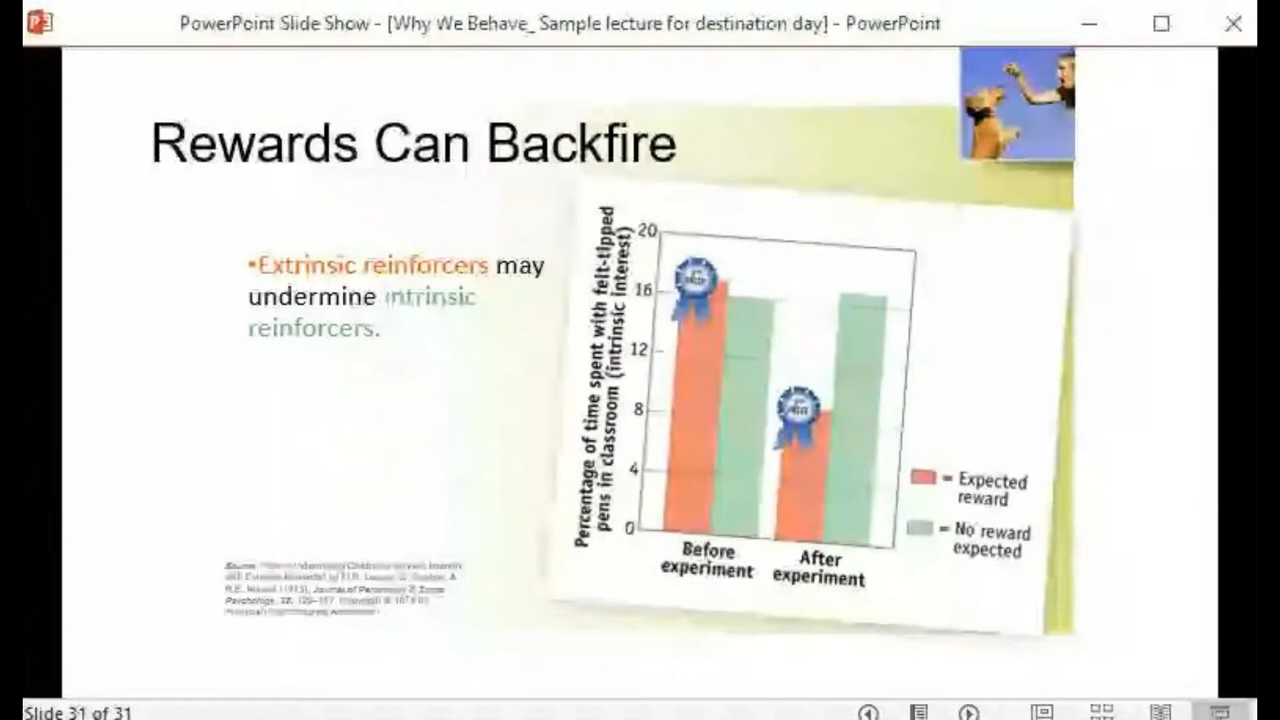 PowerPoint Slide Show - [Why We Behave_ Sample lecture for destination day] - PowerPoint
Rewards Can Backfire
•Extrinsic reinforcers may
undermine intrinsic
reinforcers.
Percentage of time spent with felt-tipped
pens in classroom (intrinsic interest)
20
16
12
8
4
0
Before
experiment
After
experiment
= Expected
reward
= No reward
expected
Slide 31 of 31